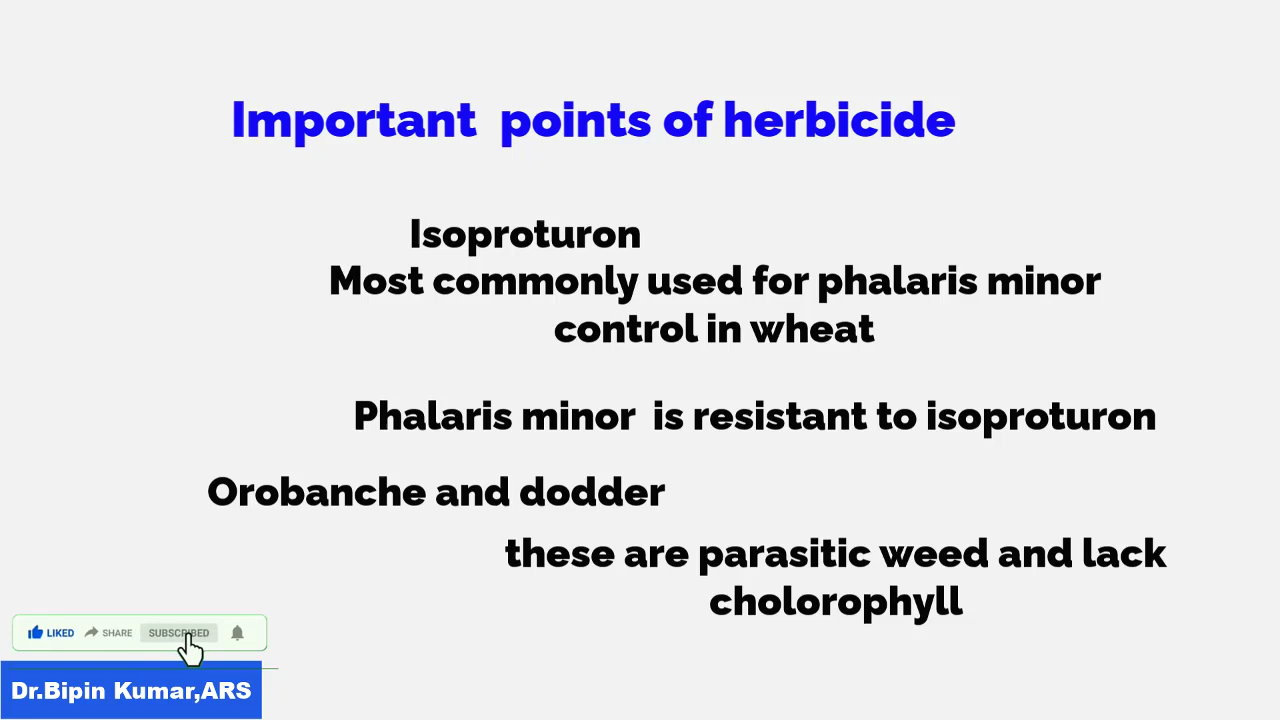 Important points of herbicide
Isoproturon
Most commonly used for phalaris minor
control in wheat
Phalaris minor is resistant to isoproturon
Orobanche and dodder
these are parasitic weed and lack
cholorophyll
LIKED SHARE SUBSCRIBED
Dr.Bipin Kumar,ARS